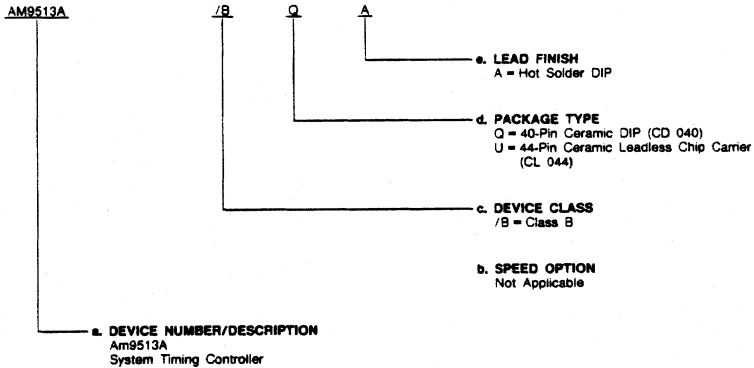 AM9513A /B Q A
e. LEAD FINISH
A = Hot Solder DIP
d. PACKAGE TYPE
Q = 40-Pin Ceramic DIP (CD 040)
U = 44-Pin Ceramic Leadless Chip Carrier
(CL 044)
c. DEVICE CLASS
/B = Class B
b. SPEED OPTION
Not Applicable
a. DEVICE NUMBER/DESCRIPTION
Am9513A
System Timing Controller